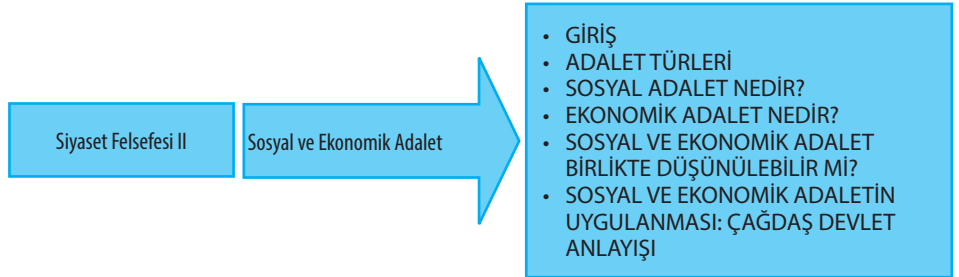 Siyaset Felsefesi II
Sosyal ve Ekonomik Adalet
• GİRİŞ
• ADALET TÜRLERİ
• SOSYAL ADALET NEDİR?
• EKONOMİK ADALET NEDİR?
• SOSYAL VE EKONOMİK ADALET
BİRLİKTE DÜŞÜNÜLEBİLİR Mİ?
• SOSYAL VE EKONOMİK ADALETİN
UYGULANMASI: ÇAĞDAŞ DEVLET
ANLAYIŞI